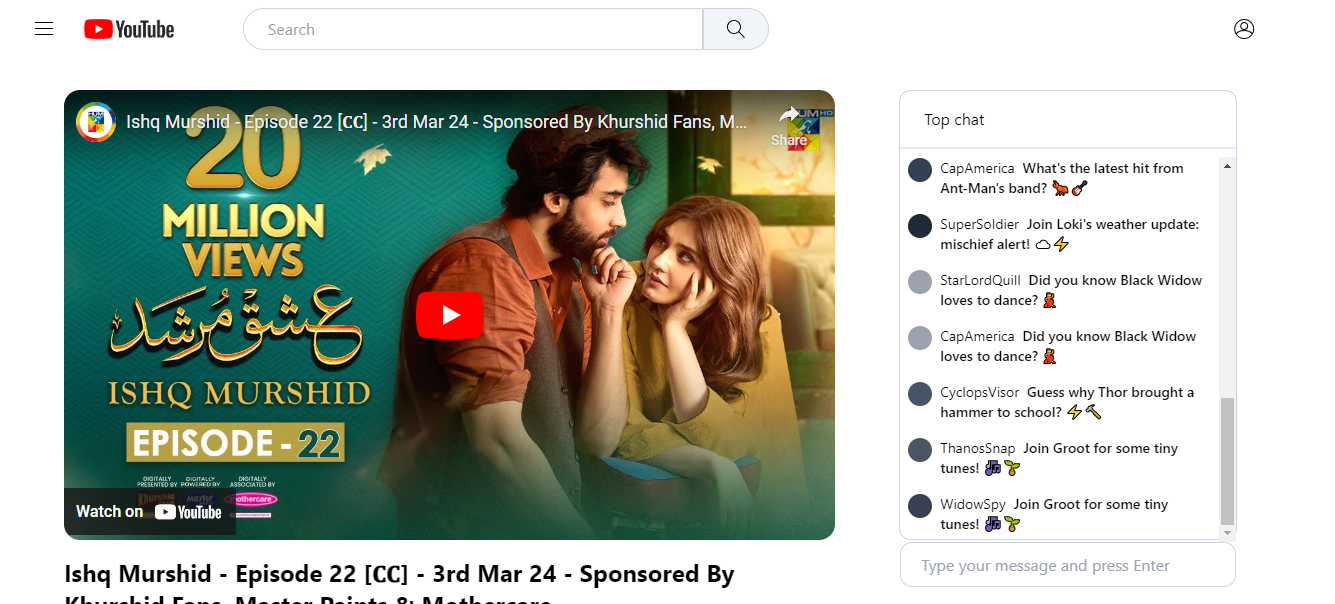 YouTube
Search
Ishq Murshid - Episode 22 [CC] - 3rd Mar 24 - Sponsored By Khurshid Fans, M...
HUM HD
Share
20
MILLION
VIEWS
عشق مُرشد
ISHQ MURSHID
EPISODE - 22
DIGITALLY PRESENTED BY
DIGITALLY POWERED BY
DIGITALLY ASSOCIATED BY
Khurshid
Master
mothercare
Watch on YouTube
Ishq Murshid - Episode 22 [CC] - 3rd Mar 24 - Sponsored By
Khurshid Fans, Master Paints & Mothercare
Top chat
CapAmerica What's the latest hit from
Ant-Man's band? 🐜🎸
SuperSoldier Join Loki's weather update:
mischief alert! ☁⚡
StarLordQuill Did you know Black Widow
loves to dance? 💃
CapAmerica Did you know Black Widow
loves to dance? 💃
CyclopsVisor Guess why Thor brought a
hammer to school? ⚡🔨
ThanosSnap Join Groot for some tiny
tunes! 🎶🌱
WidowSpy Join Groot for some tiny
tunes! 🎶🌱
Type your message and press Enter